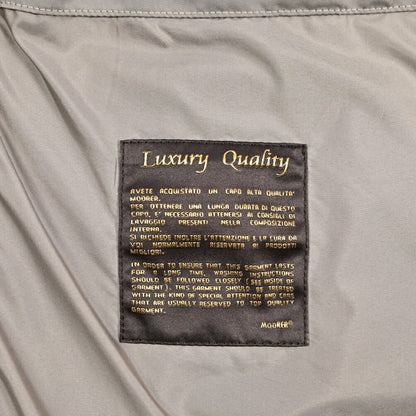 Luxury Quality
AVETE ACQUISTATO UN CAPO ALTA QUALITA'
MOORER.
PER OTTENERE UNA LUNGA DURATA DI QUESTO
CAPO, E' NECESSARIO ATTENERSI AI CONSIGLI DI
LAVAGGIO PRESENTI NELLA COMPOSIZIONE
INTERNA.
SI RICHIEDE INOLTRE L'ATTENZIONE E LA CURA DA
VOI NORMALMENTE RISERVATA AI PRODOTTI
MIGLIORI.
IN ORDER TO ENSURE THAT THIS GARMENT LASTS
FOR A LONG TIME, WASHING INSTRUCTIONS
SHOULD BE FOLLOWED CLOSELY (SEE INSIDE OF
GARMENT). THIS GARMENT SHOULD BE TREATED
WITH THE KIND OF SPECIAL ATTENTION AND CARE
THAT ARE USUALLY RESERVED TO TOP QUALITY
GARMENT.
MOORER®